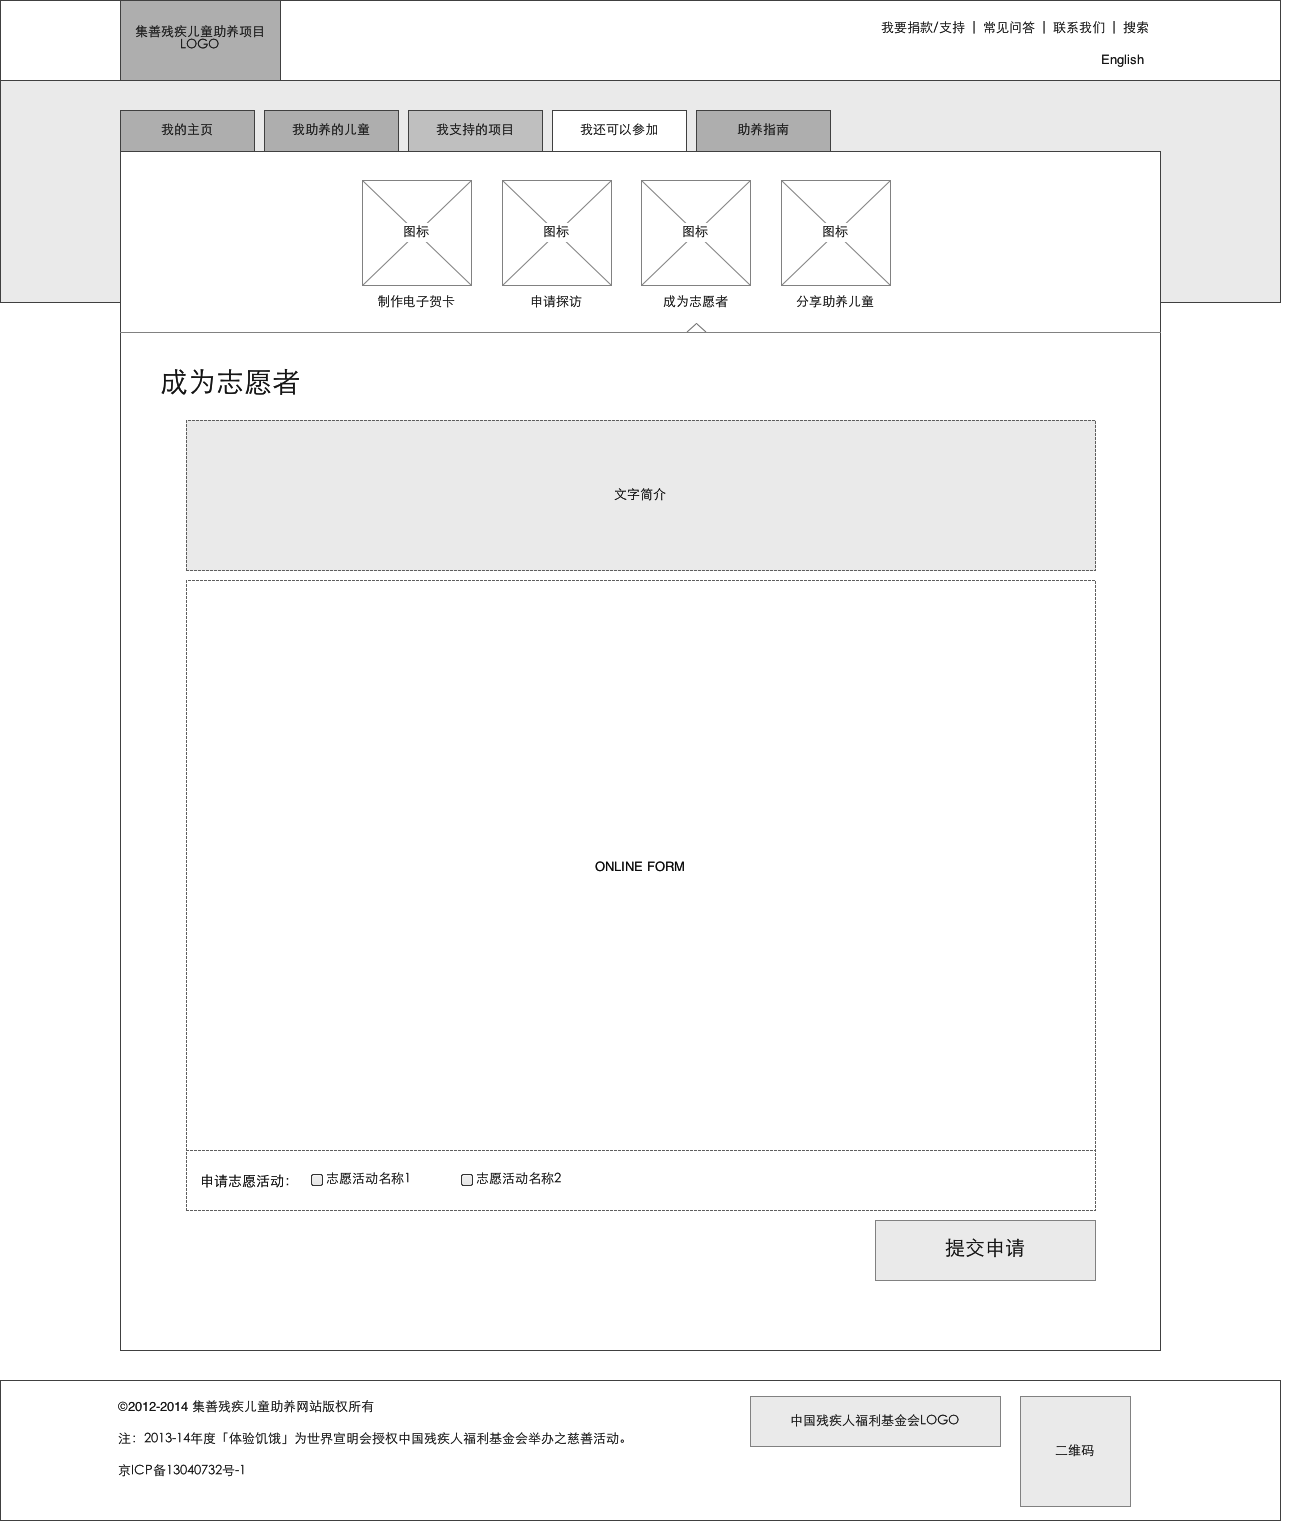 集善残疾儿童助养项目
LOGO
我要捐款/支持 | 常见问答 | 联系我们 | 搜索
English
我的主页
我助养的儿童
我支持的项目
我还可以参加
助养指南
图标
图标
图标
图标
制作电子贺卡
申请探访
成为志愿者
分享助养儿童
成为志愿者
文字简介
ONLINE FORM
申请志愿活动：
志愿活动名称1
志愿活动名称2
提交申请
©2012-2014 集善残疾儿童助养网站版权所有
注：2013-14年度「体验饥饿」为世界宣明会授权中国残疾人福利基金会举办之慈善活动。
京ICP备13040732号-1
中国残疾人福利基金会LOGO
二维码